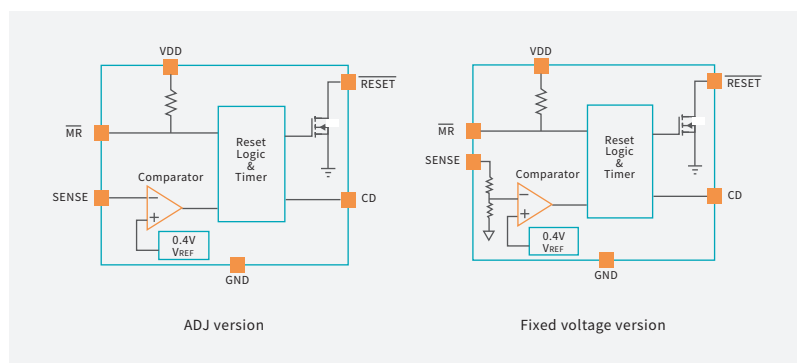 VDD
RESET
MR
Reset
Logic
&
Timer
Comparator
SENSE
CD
0.4V
VREF
GND
ADJ version
VDD
RESET
MR
SENSE
Reset
Logic
&
Timer
Comparator
CD
0.4V
VREF
GND
Fixed voltage version